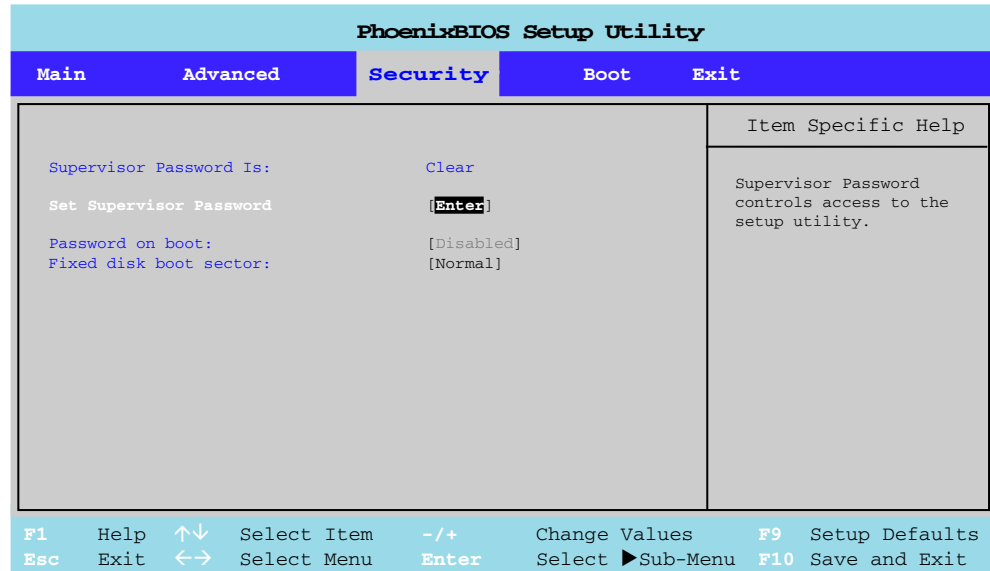 PhoenixBIOS Setup Utility
Main Advanced Security Boot Exit
Item Specific Help
Supervisor Password Is: Clear
Set Supervisor Password [Enter]
Password on boot: [Disabled]
Fixed disk boot sector: [Normal]
Supervisor Password
controls access to the
setup utility.
F1 Help ↑↓ Select Item -/+ Change Values F9 Setup Defaults
Esc Exit ←→ Select Menu Enter Select ▶Sub-Menu F10 Save and Exit